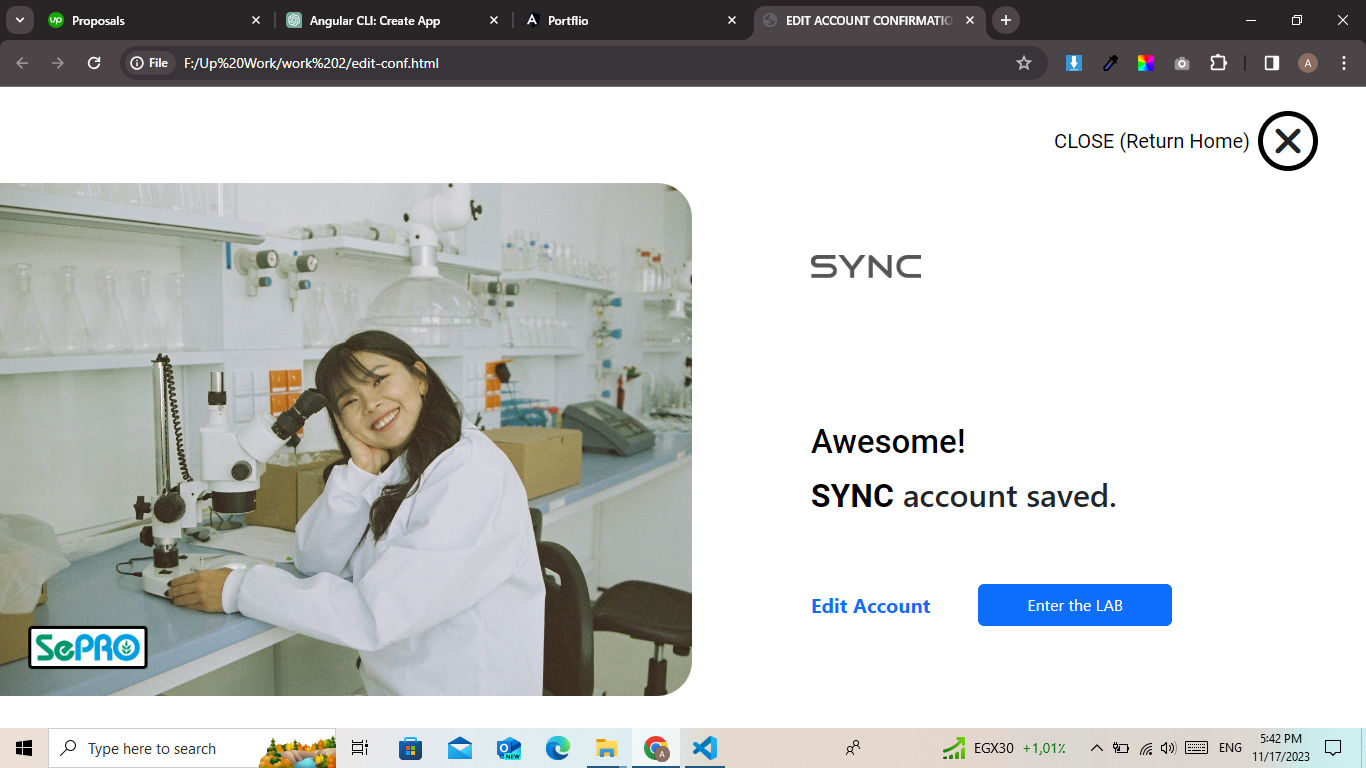 Proposals
Angular CLI: Create App
Portflio
EDIT ACCOUNT CONFIRMATIO
File
F:/Up%20Work/work%202/edit-conf.html
A
CLOSE (Return Home)
SYNC
Awesome!
SYNC account saved.
Edit Account
Enter the LAB
SePRO
Type here to search
NEW
A
EGX30 +1,01%
ENG
5:42 PM
11/17/2023